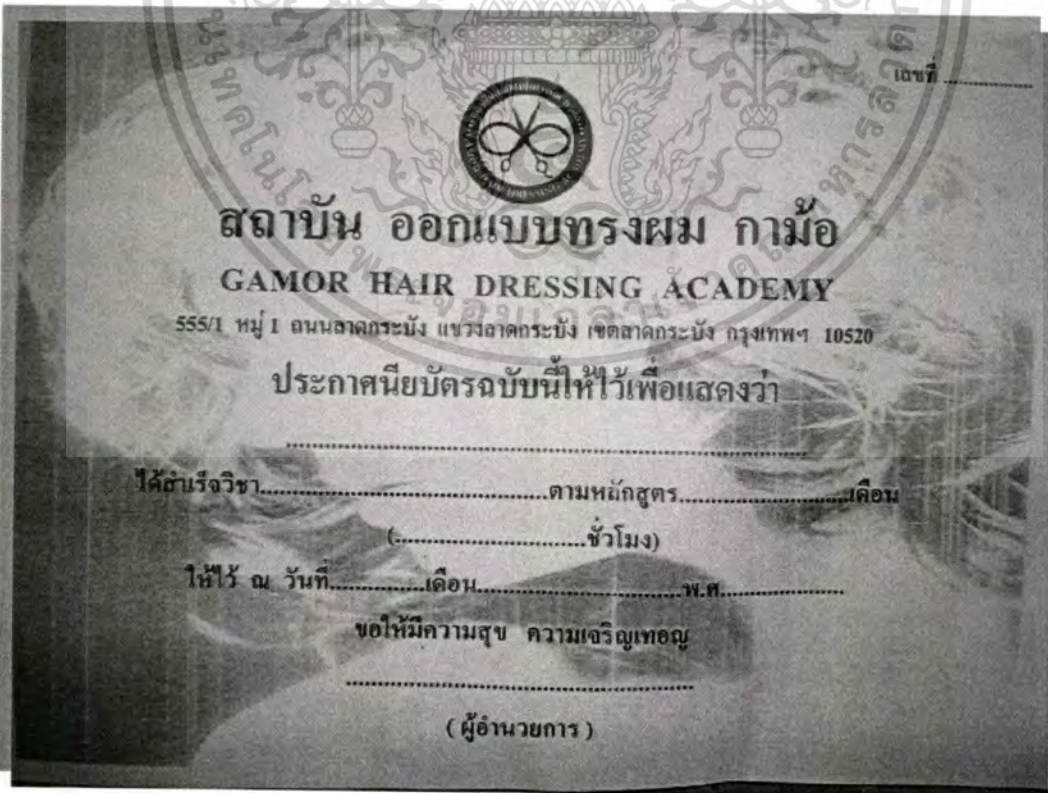 เลขที่ ....................
สถาบัน ออกแบบทรงผม กาม้อ
GAMOR HAIR DRESSING ACADEMY
555/1 หมู่ 1 ถนนลาดกระบัง แขวงลาดกระบัง เขตลาดกระบัง กรุงเทพฯ 10520
ประกาศนียบัตรฉบับนี้ให้ไว้เพื่อแสดงว่า
....................................................................................................
ได้สำเร็จวิชา.......................................................ตามหลักสูตร................................เดือน
(....................................ชั่วโมง)
ให้ไว้ ณ วันที่..................เดือน.......................................พ.ศ........................
ขอให้มีความสุข ความเจริญเทอญ
..................................................................
( ผู้อำนวยการ )